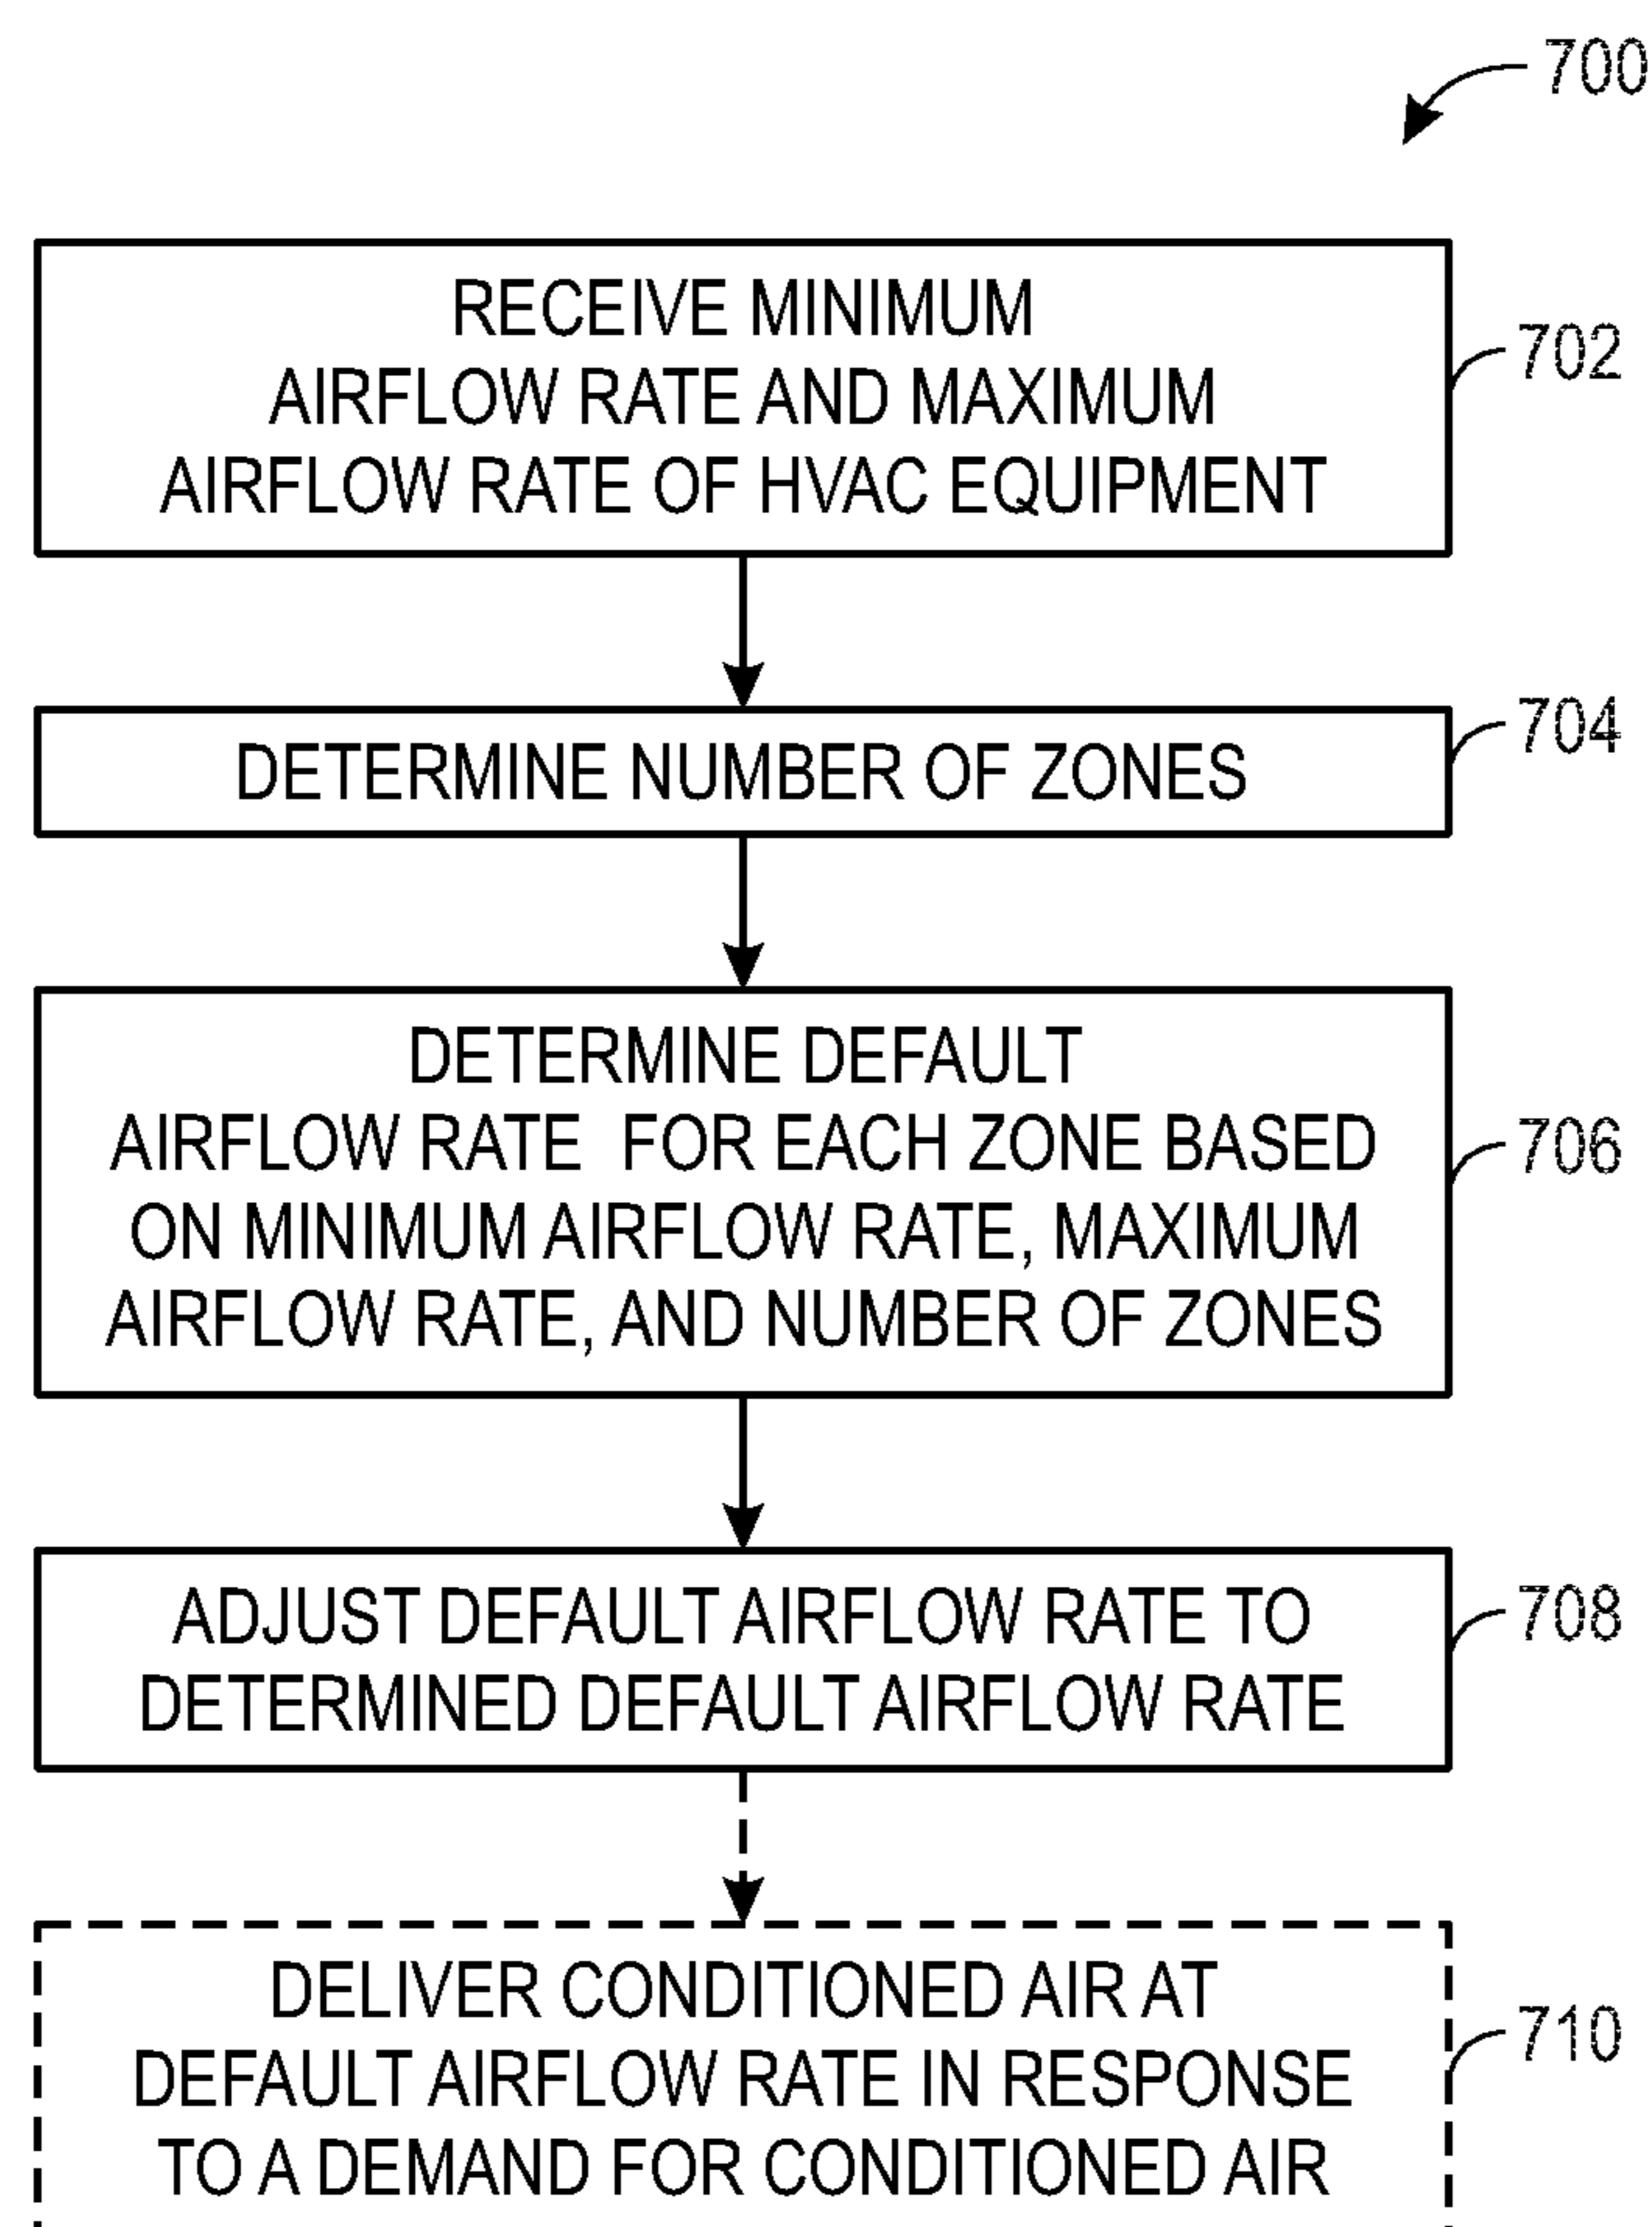 700
RECEIVE MINIMUM
AIRFLOW RATE AND MAXIMUM
AIRFLOW RATE OF HVAC EQUIPMENT
702
DETERMINE NUMBER OF ZONES
704
DETERMINE DEFAULT
AIRFLOW RATE FOR EACH ZONE BASED
ON MINIMUM AIRFLOW RATE, MAXIMUM
AIRFLOW RATE, AND NUMBER OF ZONES
706
ADJUST DEFAULT AIRFLOW RATE TO
DETERMINED DEFAULT AIRFLOW RATE
708
DELIVER CONDITIONED AIR AT
DEFAULT AIRFLOW RATE IN RESPONSE
TO A DEMAND FOR CONDITIONED AIR
710